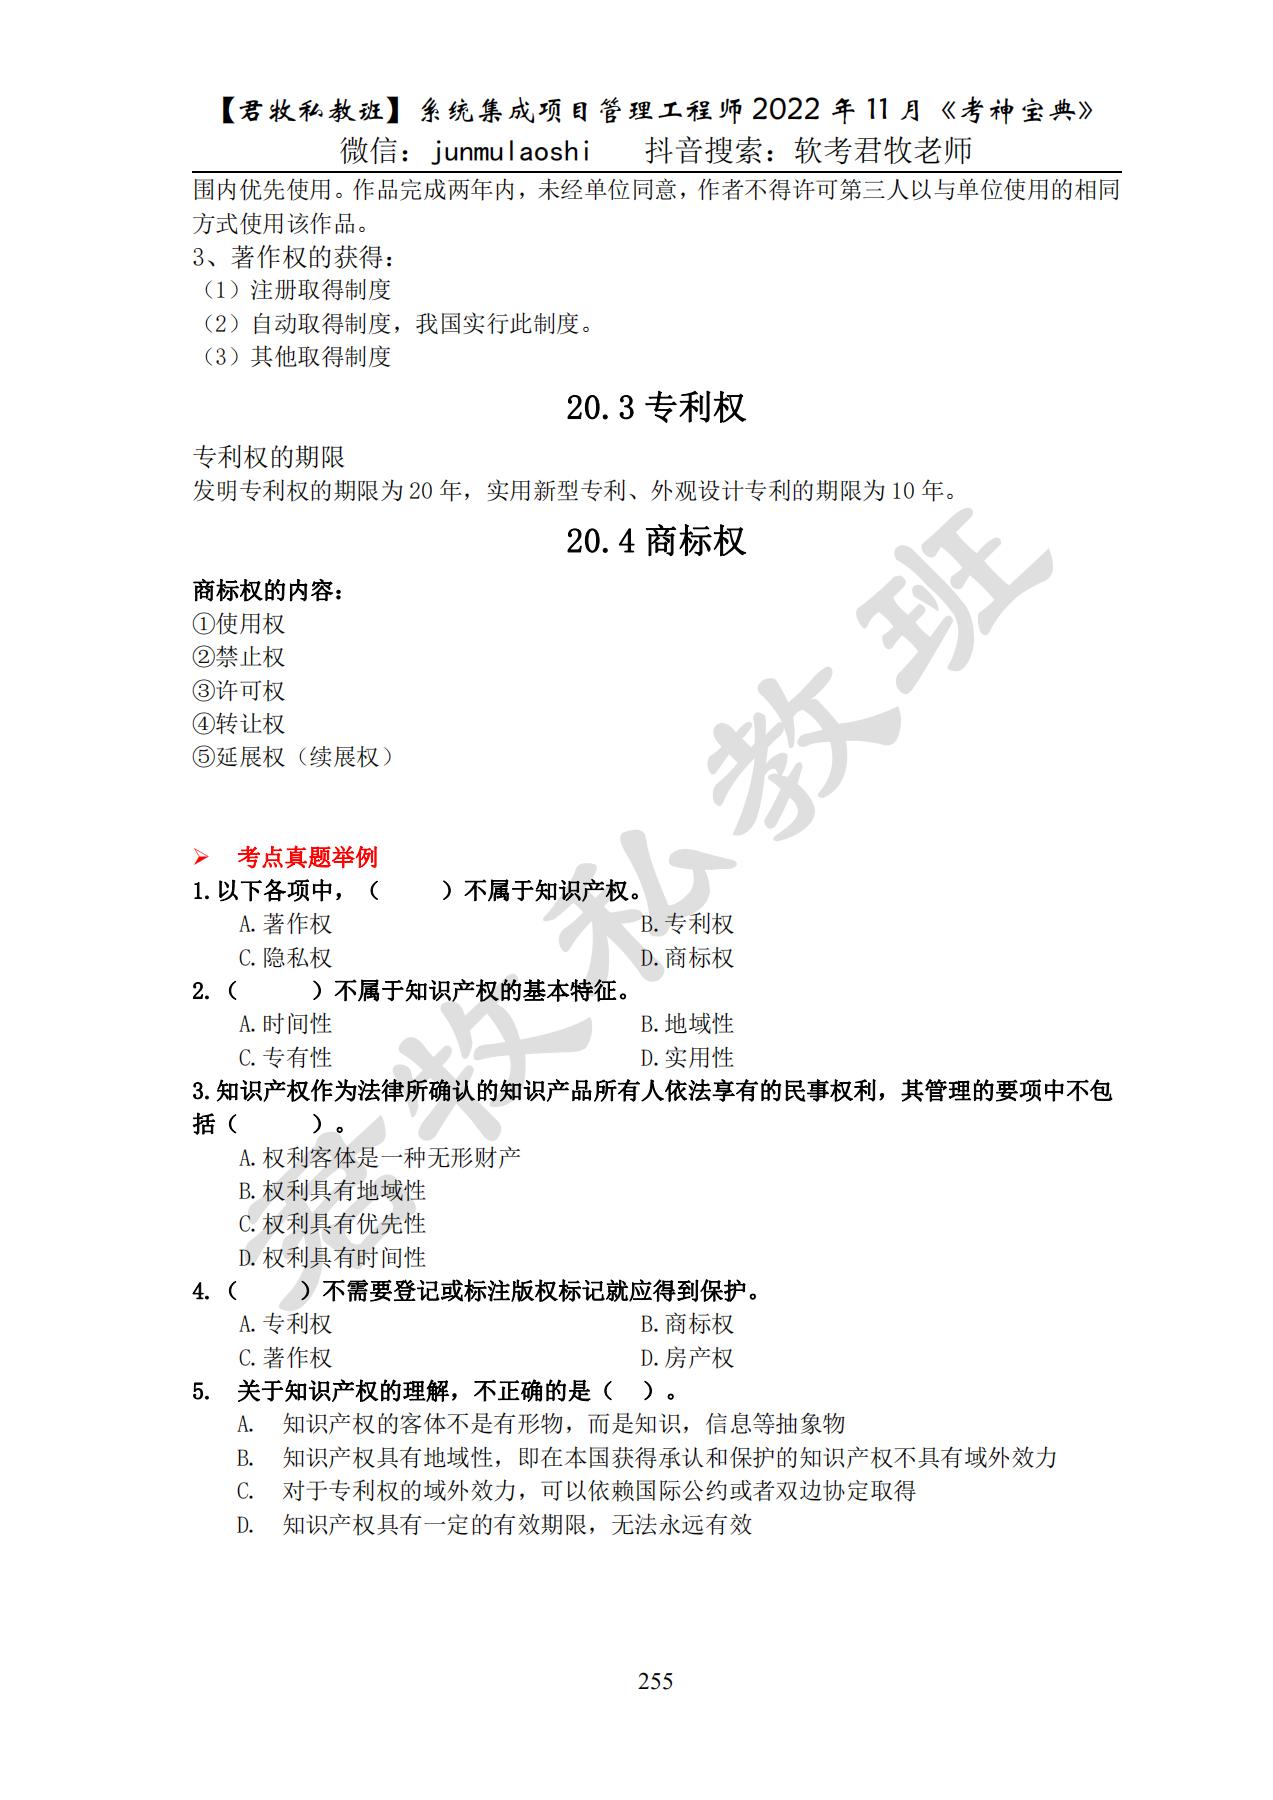 【君牧私教班】系统集成项目管理工程师 2022 年 11 月《考神宝典》
微信：junmulaoshi 抖音搜索：软考君牧老师
围内优先使用。作品完成两年内，未经单位同意，作者不得许可第三人以与单位使用的相同
方式使用该作品。
3、著作权的获得：
（1）注册取得制度
（2）自动取得制度，我国实行此制度。
（3）其他取得制度
20.3 专利权
专利权的期限
发明专利权的期限为 20 年，实用新型专利、外观设计专利的期限为 10 年。
20.4 商标权
商标权的内容：
①使用权
②禁止权
③许可权
④转让权
⑤延展权（续展权）
➢ 考点真题举例
1.以下各项中，（ ）不属于知识产权。
A.著作权 B.专利权
C.隐私权 D.商标权
2.（ ）不属于知识产权的基本特征。
A.时间性 B.地域性
C.专有性 D.实用性
3.知识产权作为法律所确认的知识产品所有人依法享有的民事权利，其管理的要项中不包
括（ ）。
A.权利客体是一种无形财产
B.权利具有地域性
C.权利具有优先性
D.权利具有时间性
4.（ ）不需要登记或标注版权标记就应得到保护。
A.专利权 B.商标权
C.著作权 D.房产权
5. 关于知识产权的理解，不正确的是（ ）。
A. 知识产权的客体不是有形物，而是知识，信息等抽象物
B. 知识产权具有地域性，即在本国获得承认和保护的知识产权不具有域外效力
C. 对于专利权的域外效力，可以依赖国际公约或者双边协定取得
D. 知识产权具有一定的有效期限，无法永远有效
255
君牧私教班